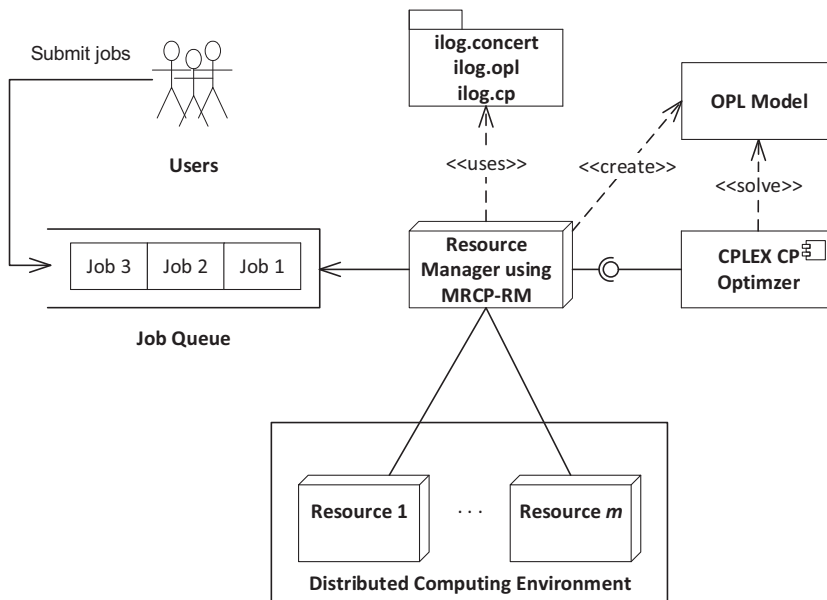 Submit jobs
Users
ilog.concert
ilog.opl
ilog.cp
OPL Model
<<uses>>
<<create>>
<<solve>>
Job 3
Job 2
Job 1
Job Queue
Resource
Manager using
MRCP-RM
CPLEX CP
Optimzer
Resource 1
. . .
Resource m
Distributed Computing Environment